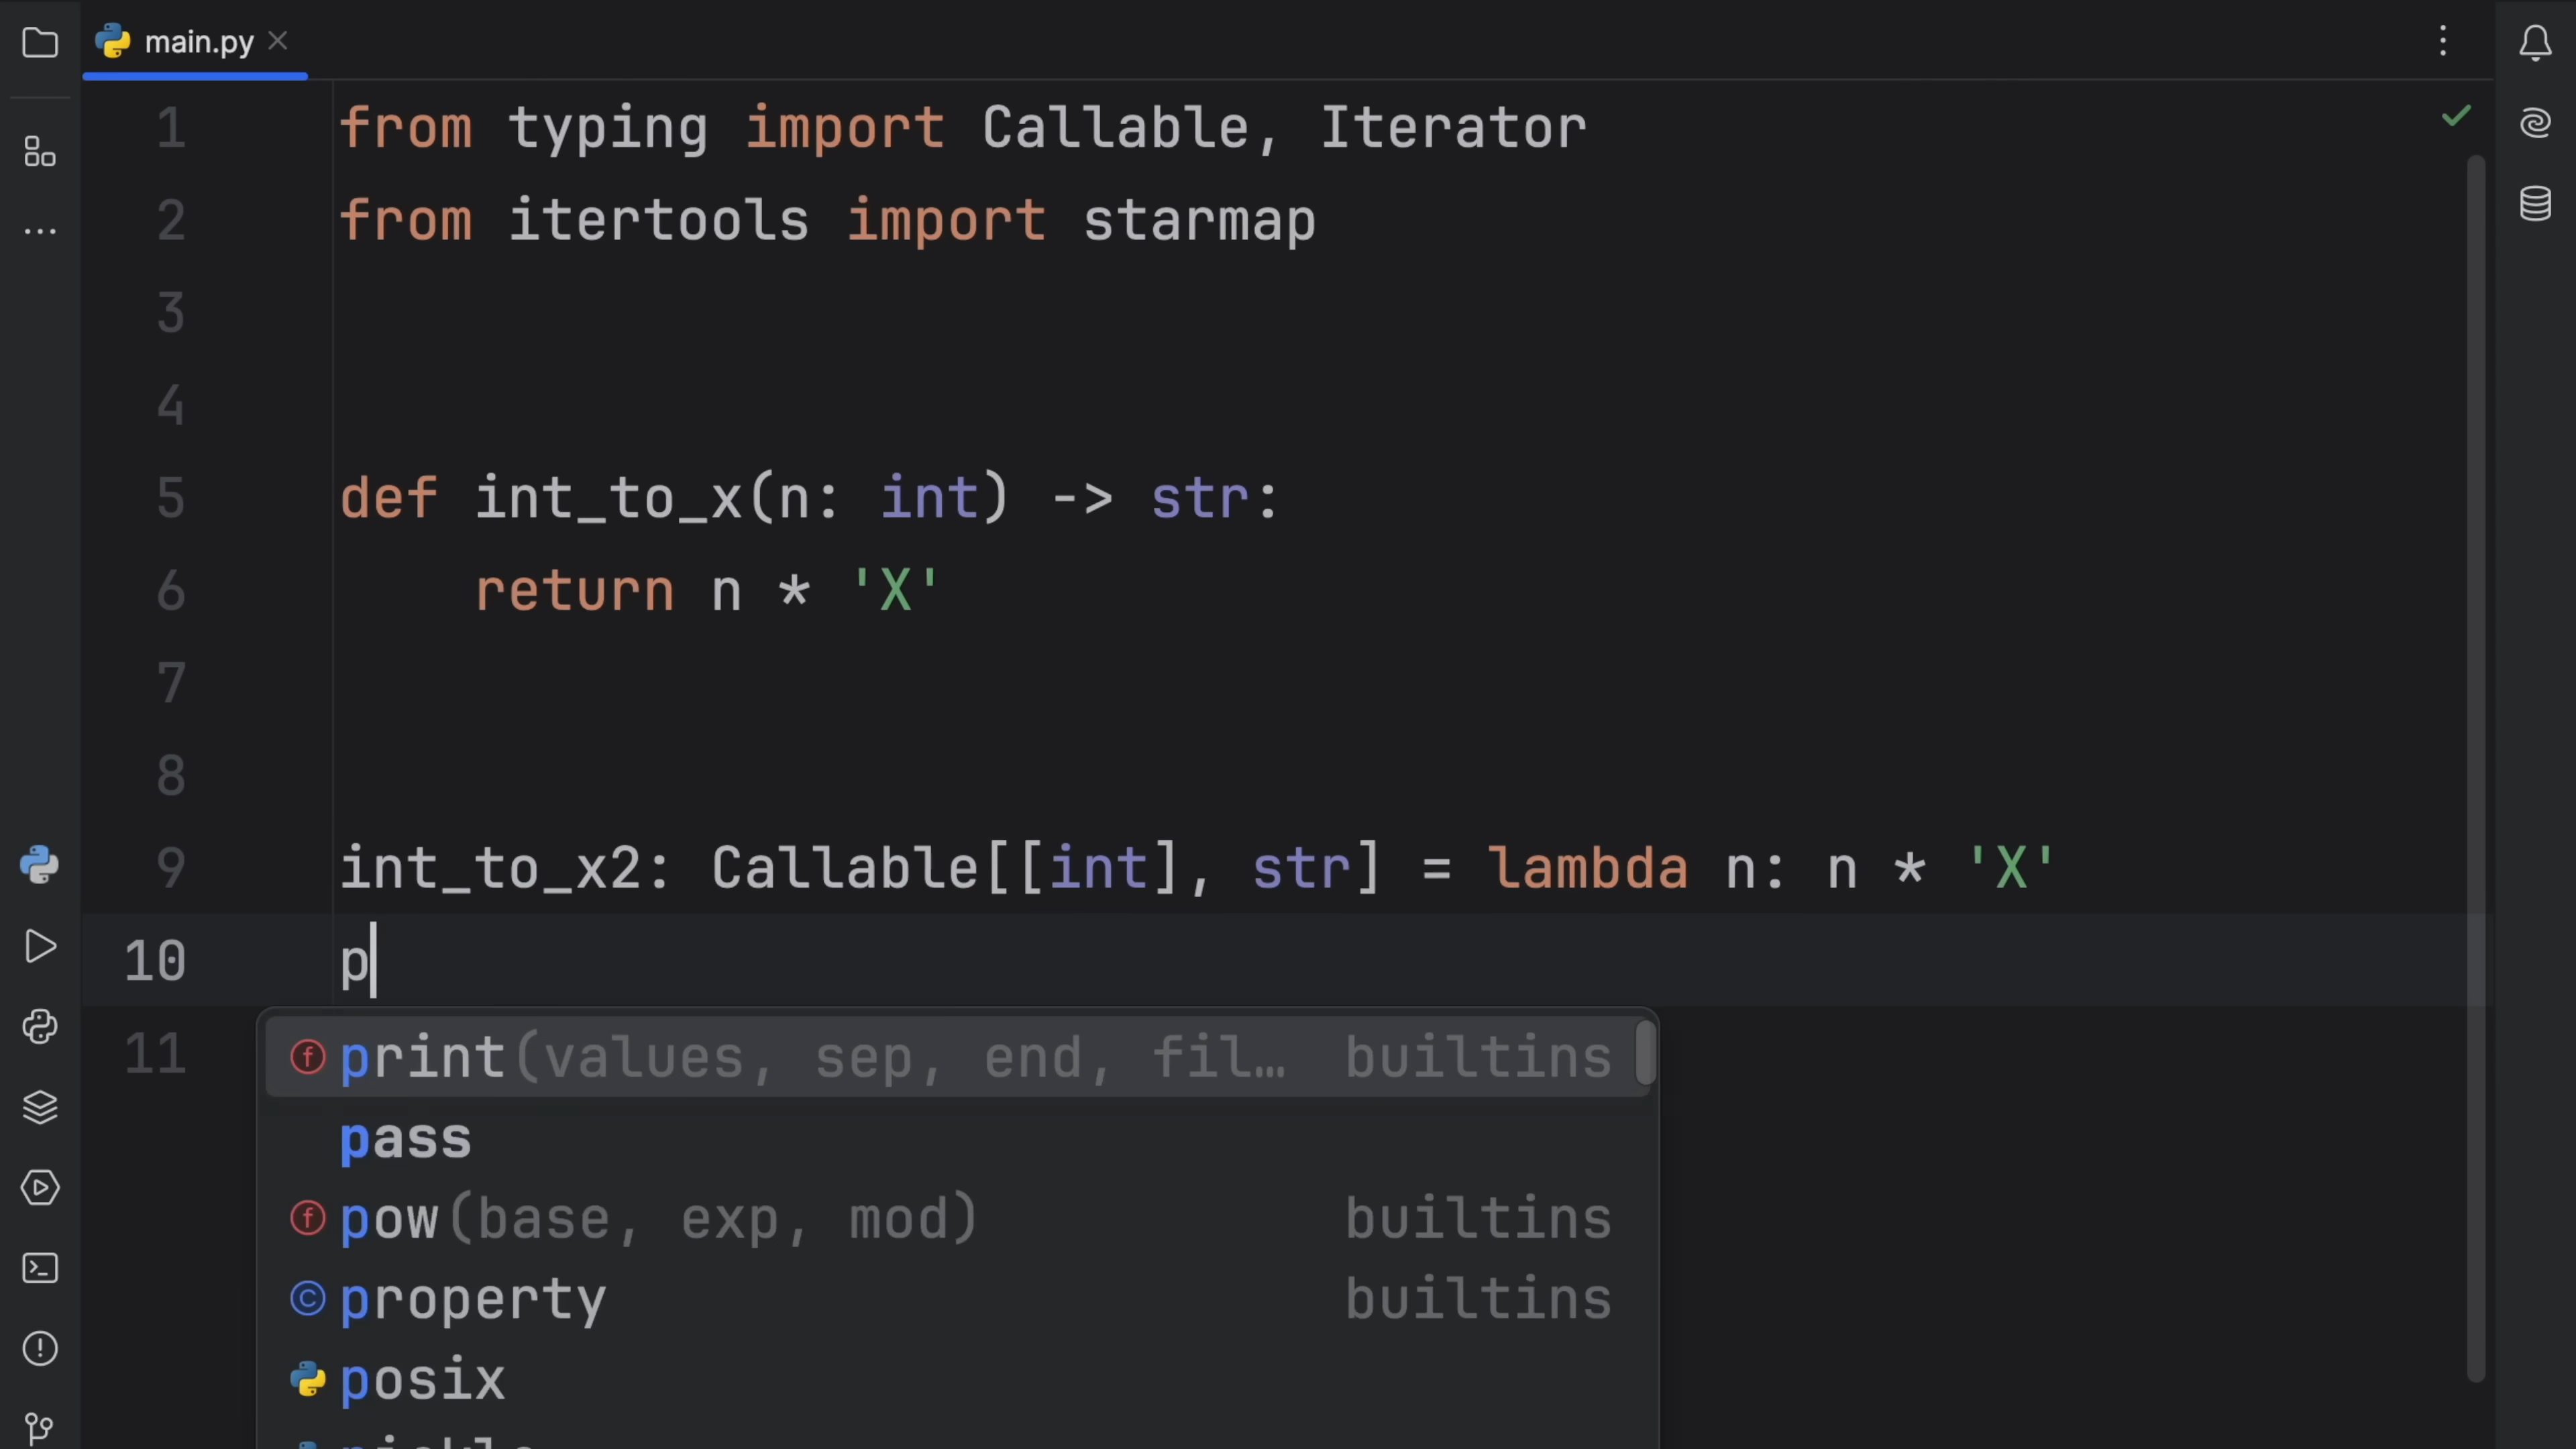 main.py
1 from typing import Callable, Iterator
2 from itertools import starmap
3
4
5 def int_to_x(n: int) -> str:
6     return n * 'X'
7
8
9 int_to_x2: Callable[[int], str] = lambda n: n * 'X'
10 p
11
print(values, sep, end, fil… builtins
pass
pow(base, exp, mod) builtins
property builtins
posix